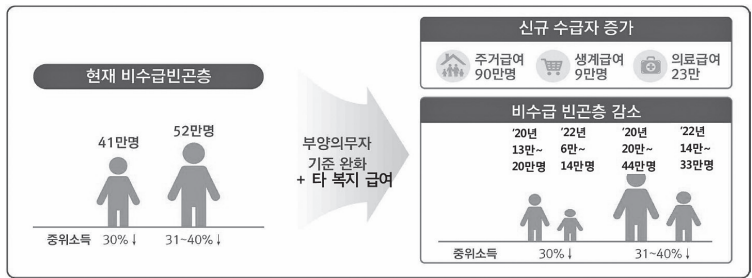 현재 비수급빈곤층
41만명
52만명
중위소득 30%↓ 31~40%↓
부양의무자
기준 완화
+ 타 복지 급여
신규 수급자 증가
주거급여
90만명
생계급여
9만명
의료급여
23만
비수급 빈곤층 감소
'20년 '22년 '20년 '22년
13만~ 6만~ 20만~ 14만~
20만명 14만명 44만명 33만명
중위소득 30%↓ 31~40%↓